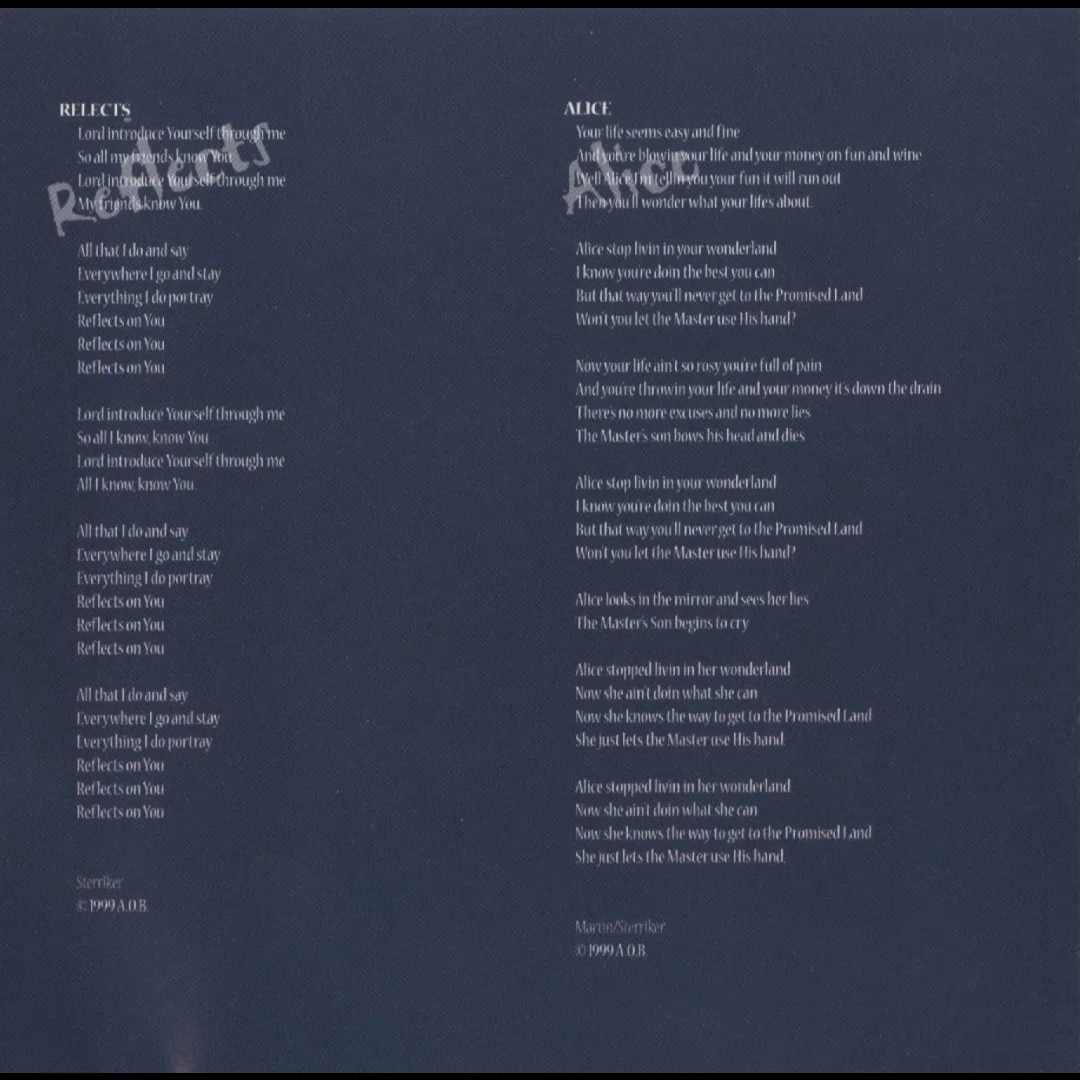 RELECTS
Reflects
Lord introduce Yourself through me
So all my friends know You
Lord introduce Yourself through me
My friends know You.

All that I do and say
Everywhere I go and stay
Everything I do portray
Reflects on You
Reflects on You
Reflects on You

Lord introduce Yourself through me
So all I know, know You
Lord introduce Yourself through me
All I know, know You.

All that I do and say
Everywhere I go and stay
Everything I do portray
Reflects on You
Reflects on You
Reflects on You

All that I do and say
Everywhere I go and stay
Everything I do portray
Reflects on You
Reflects on You
Reflects on You

Sterriker
© 1999 A.O.B.

ALICE
Alice
Your life seems easy and fine
And you're blowin your life and your money on fun and wine
Well Alice I'm tellin you your fun it will run out
Then you'll wonder what your life's about.

Alice stop livin in your wonderland
I know you're doin the best you can
But that way you'll never get to the Promised Land
Won't you let the Master use His hand?

Now your life ain't so rosy you're full of pain
And you're throwin your life and your money it's down the drain
There's no more excuses and no more lies
The Master's son bows his head and dies

Alice stop livin in your wonderland
I know you're doin the best you can
But that way you'll never get to the Promised Land
Won't you let the Master use His hand?

Alice looks in the mirror and sees her lies
The Master's Son begins to cry

Alice stopped livin in her wonderland
Now she ain't doin what she can
Now she knows the way to get to the Promised Land
She just lets the Master use His hand.

Alice stopped livin in her wonderland
Now she ain't doin what she can
Now she knows the way to get to the Promised Land
She just lets the Master use His hand.

Martin/Sterriker
© 1999 A.O.B.